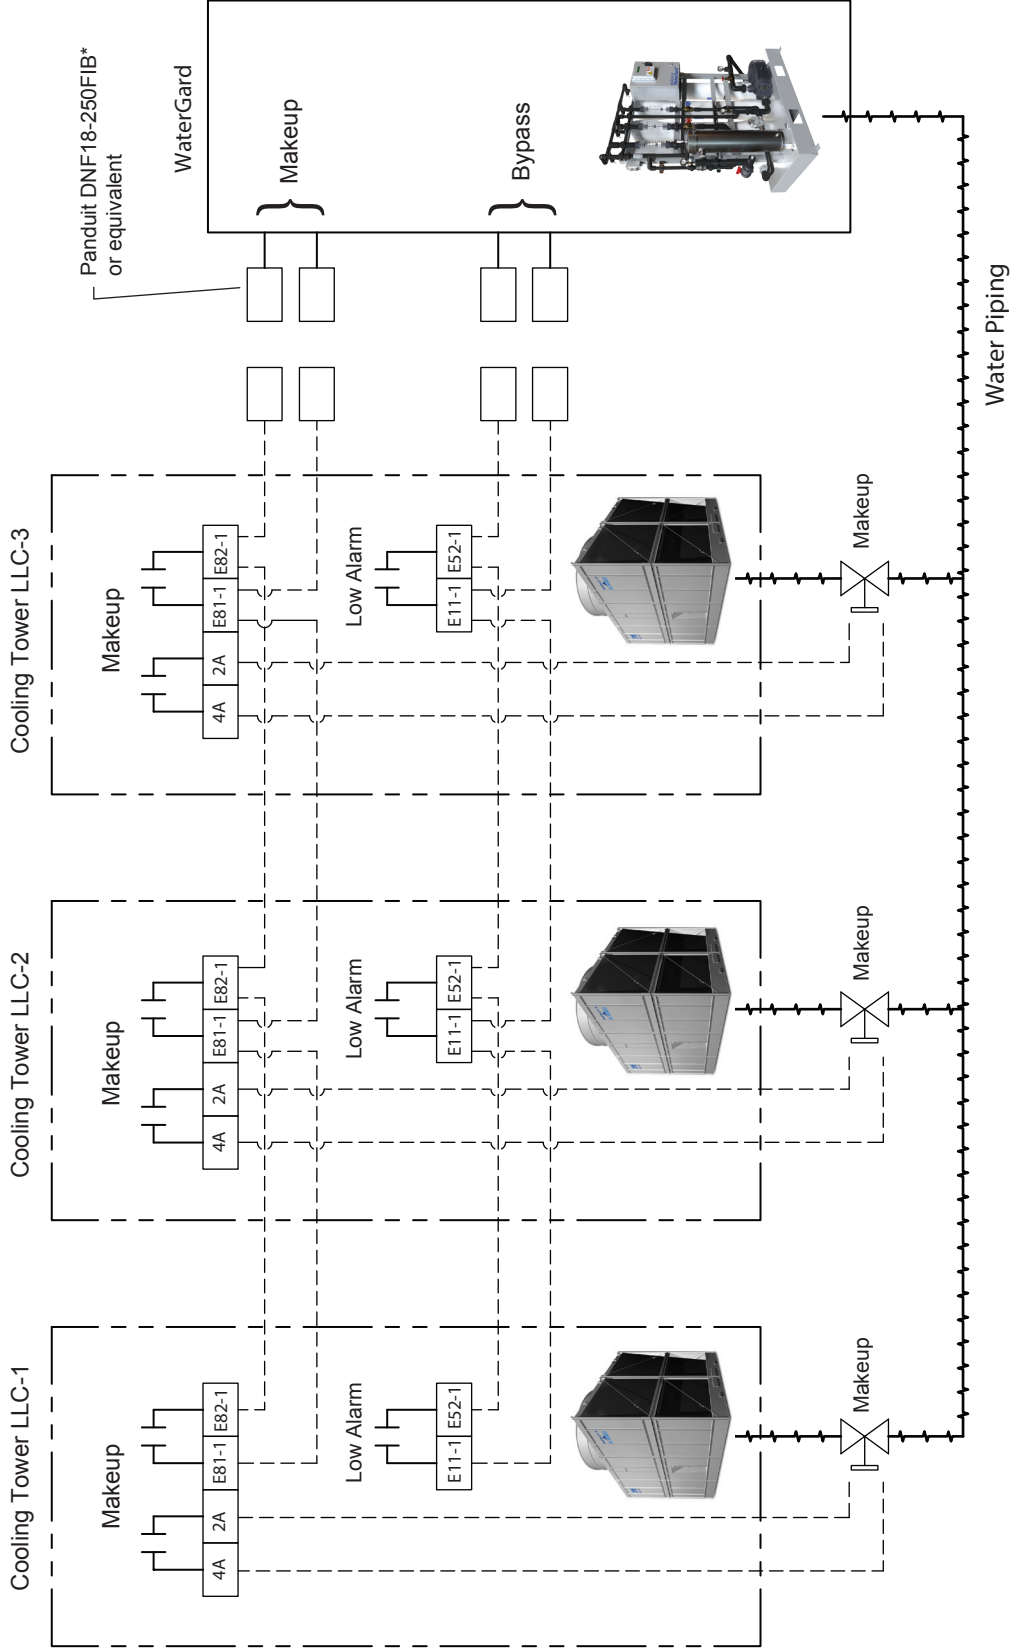 Cooling Tower LLC-1
Makeup
4A
2A
E81-1
E82-1
Low Alarm
E11-1
E52-1
Makeup
Cooling Tower LLC-2
Makeup
4A
2A
E81-1
E82-1
Low Alarm
E11-1
E52-1
Makeup
Cooling Tower LLC-3
Makeup
4A
2A
E81-1
E82-1
Low Alarm
E11-1
E52-1
Makeup
Panduit DNF18-250FIB*
or equivalent
WaterGard
Makeup
Bypass
Water Piping